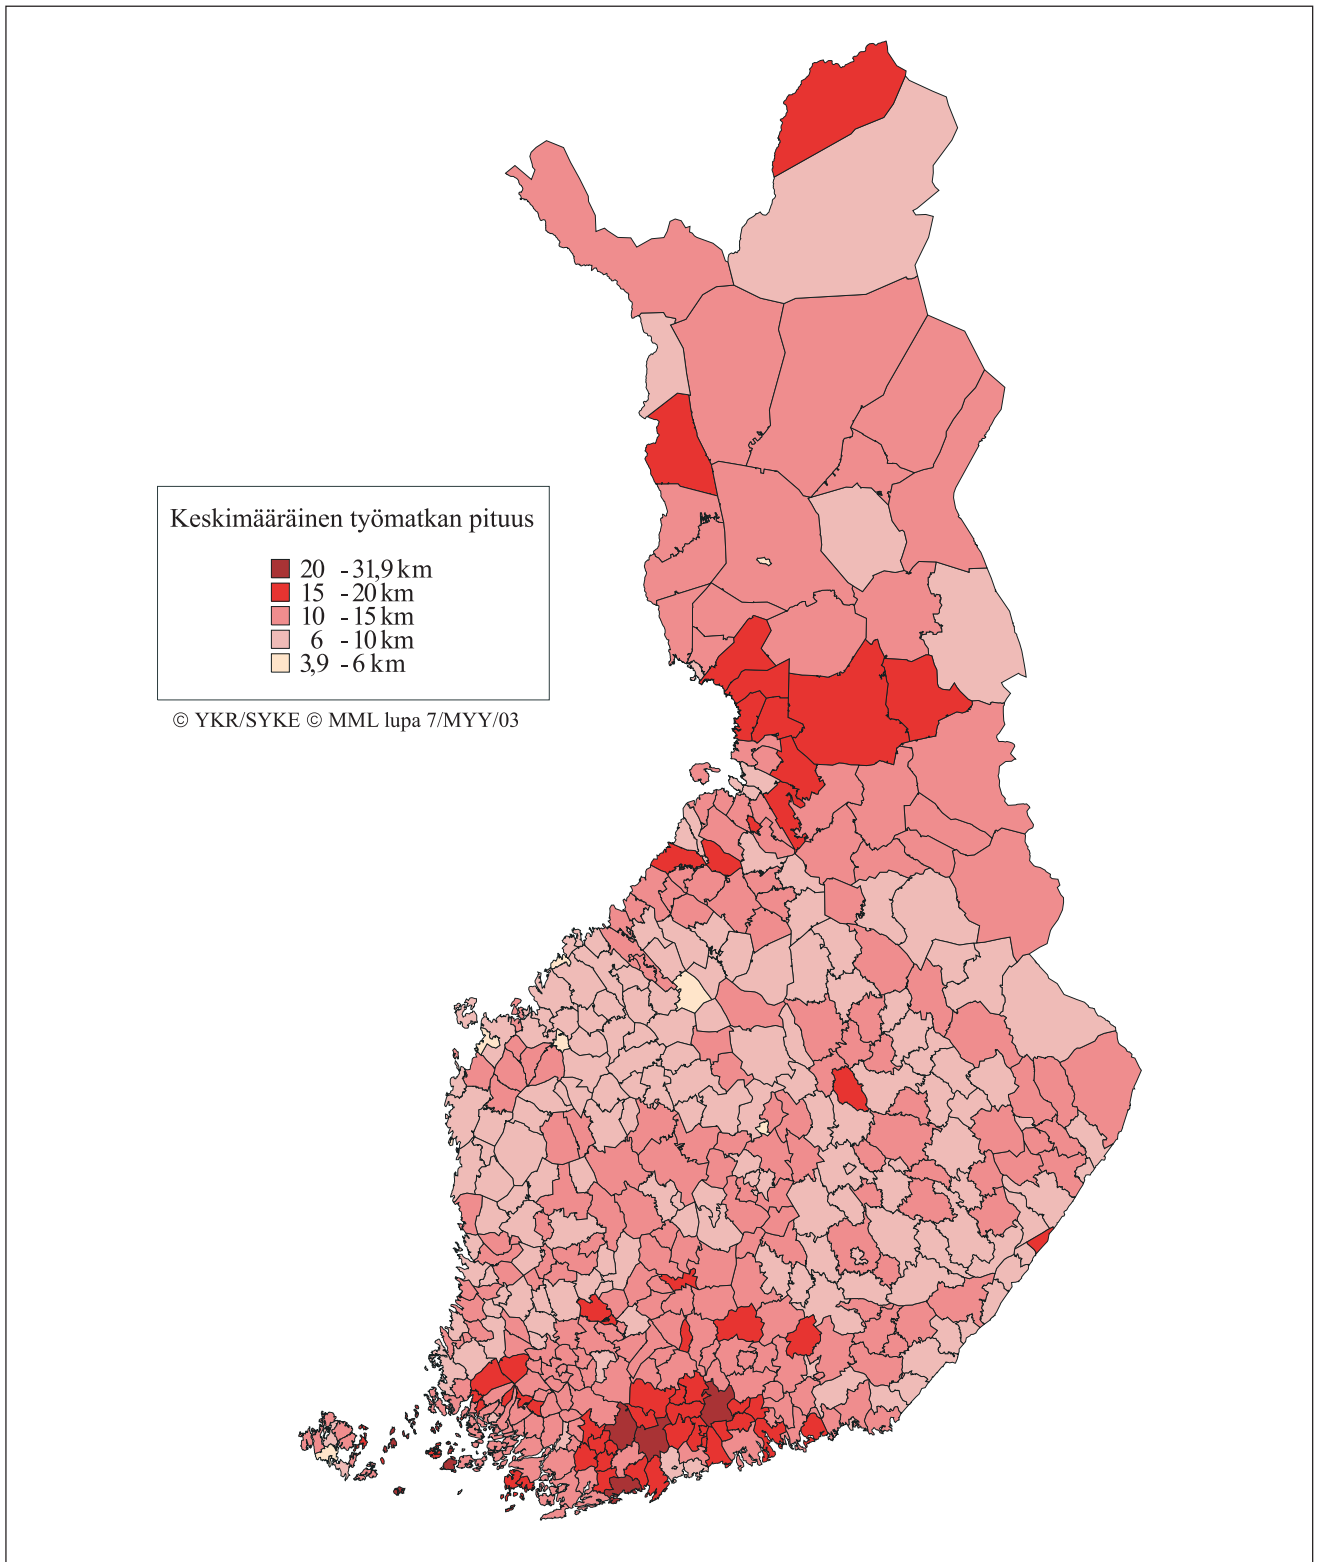 Keskimääräinen työmatkan pituus
20 - 31,9 km
15 - 20 km
10 - 15 km
6 - 10 km
3,9 - 6 km
© YKR/SYKE © MML lupa 7/MYY/03